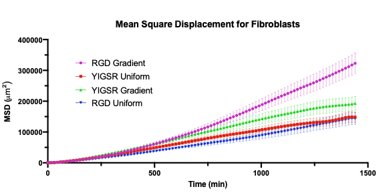 Mean Square Displacement for Fibroblasts
400000
300000
200000
100000
0
MSD (µm²)
RGD Gradient
YIGSR Uniform
YIGSR Gradient
RGD Uniform
0
500
1000
1500
Time (min)